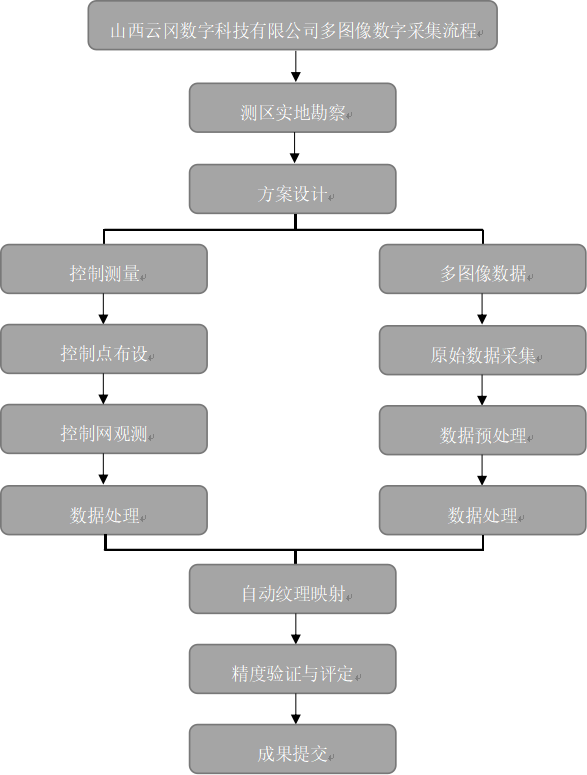 山西云冈数字科技有限公司多图像数字采集流程
测区实地勘察
方案设计
控制测量
多图像数据
控制点布设
原始数据采集
控制网观测
数据预处理
数据处理
数据处理
自动纹理映射
精度验证与评定
成果提交